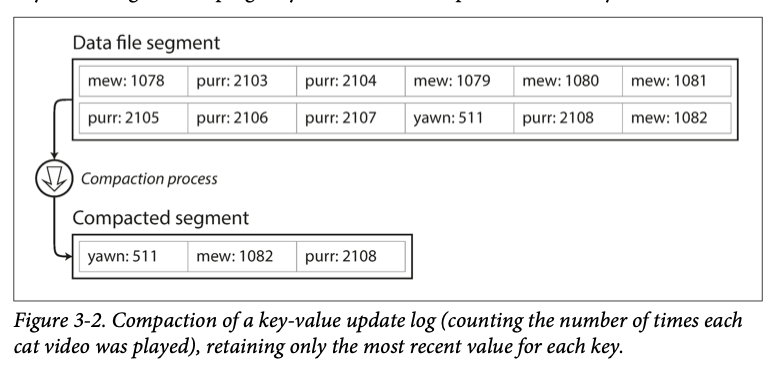 Data file segment
mew: 1078 purr: 2103 purr: 2104 mew: 1079 mew: 1080 mew: 1081
purr: 2105 purr: 2106 purr: 2107 yawn: 511 purr: 2108 mew: 1082
Compaction process
Compacted segment
yawn: 511 mew: 1082 purr: 2108
Figure 3-2. Compaction of a key-value update log (counting the number of times each
cat video was played), retaining only the most recent value for each key.